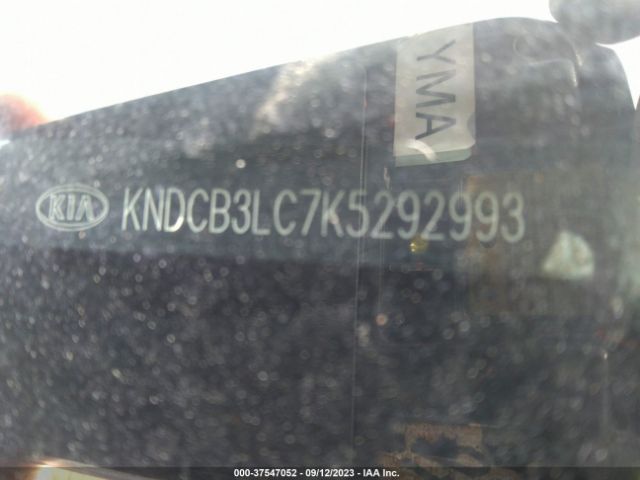 YMA
KIA KNDCB3LC7K5292993
000-37547052 - 09/12/2023 - IAA Inc.